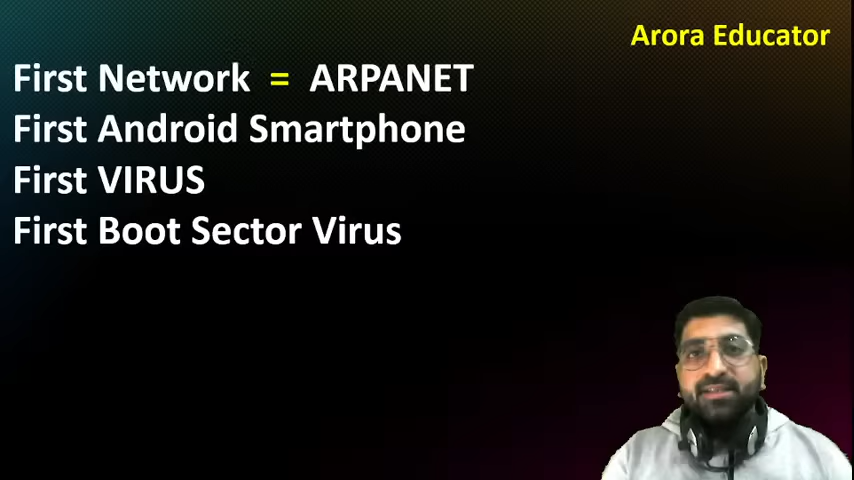 Arora Educator
First Network = ARPANET
First Android Smartphone
First VIRUS
First Boot Sector Virus